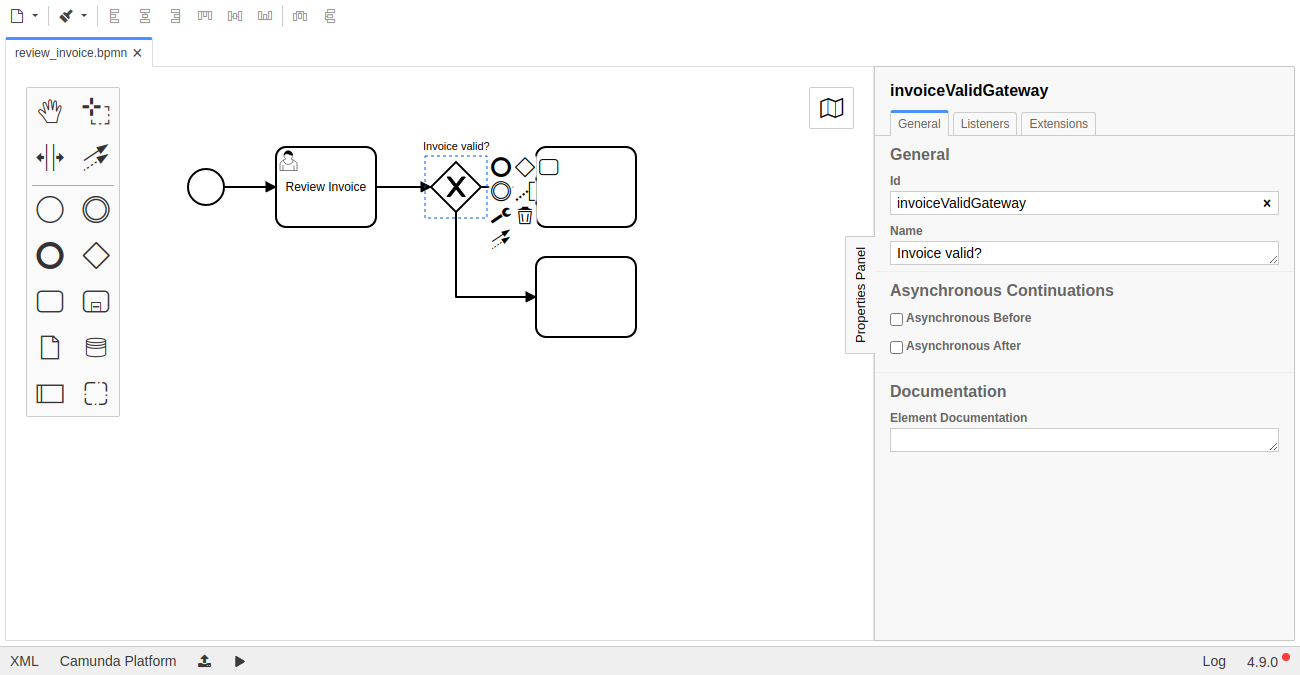 review_invoice.bpmn
Invoice valid?
Review Invoice
Properties Panel
invoiceValidGateway
General
Listeners
Extensions
General
Id
invoiceValidGateway
Name
Invoice valid?
Asynchronous Continuations
Asynchronous Before
Asynchronous After
Documentation
Element Documentation
XML
Camunda Platform
Log
4.9.0